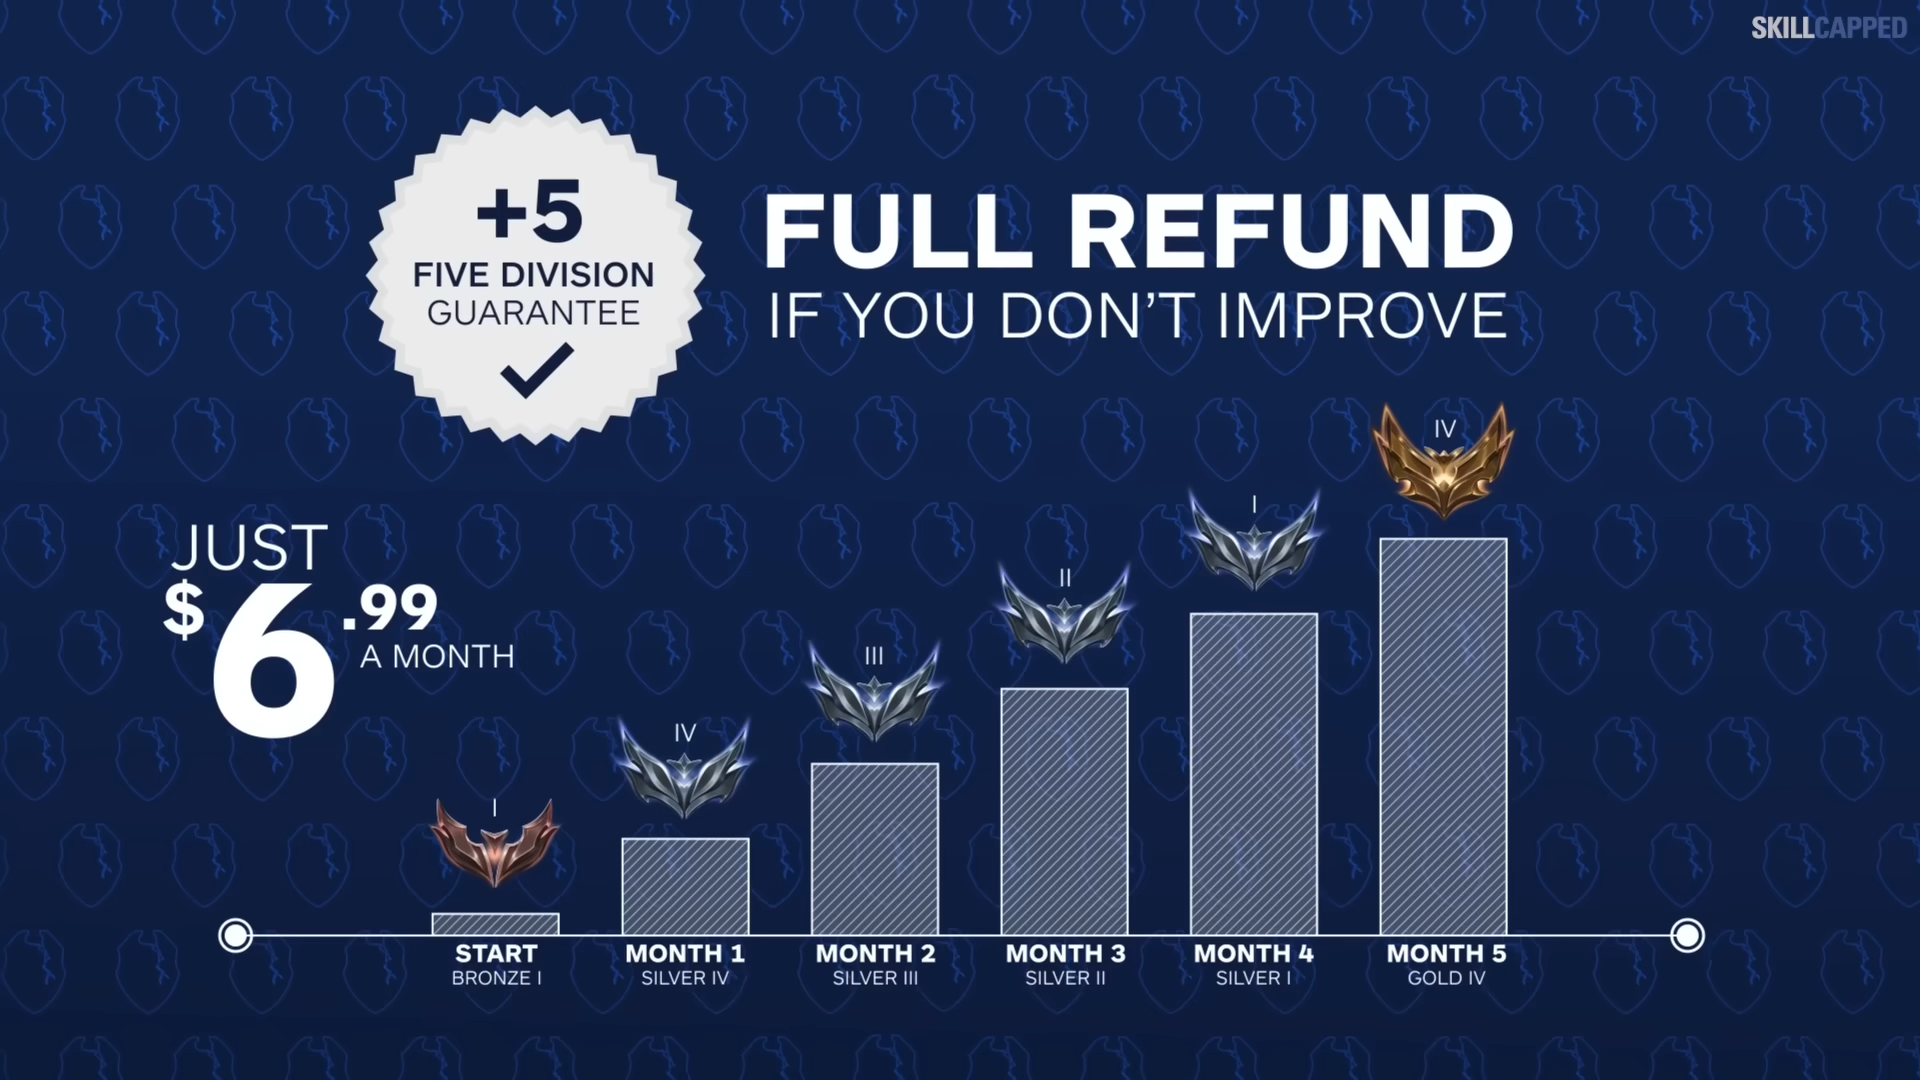 SKILLCAPPED
+5
FIVE DIVISION
GUARANTEE
FULL REFUND
IF YOU DON'T IMPROVE
JUST
$6.99
A MONTH
I
IV
III
II
I
IV
START
BRONZE I
MONTH 1
SILVER IV
MONTH 2
SILVER III
MONTH 3
SILVER II
MONTH 4
SILVER I
MONTH 5
GOLD IV